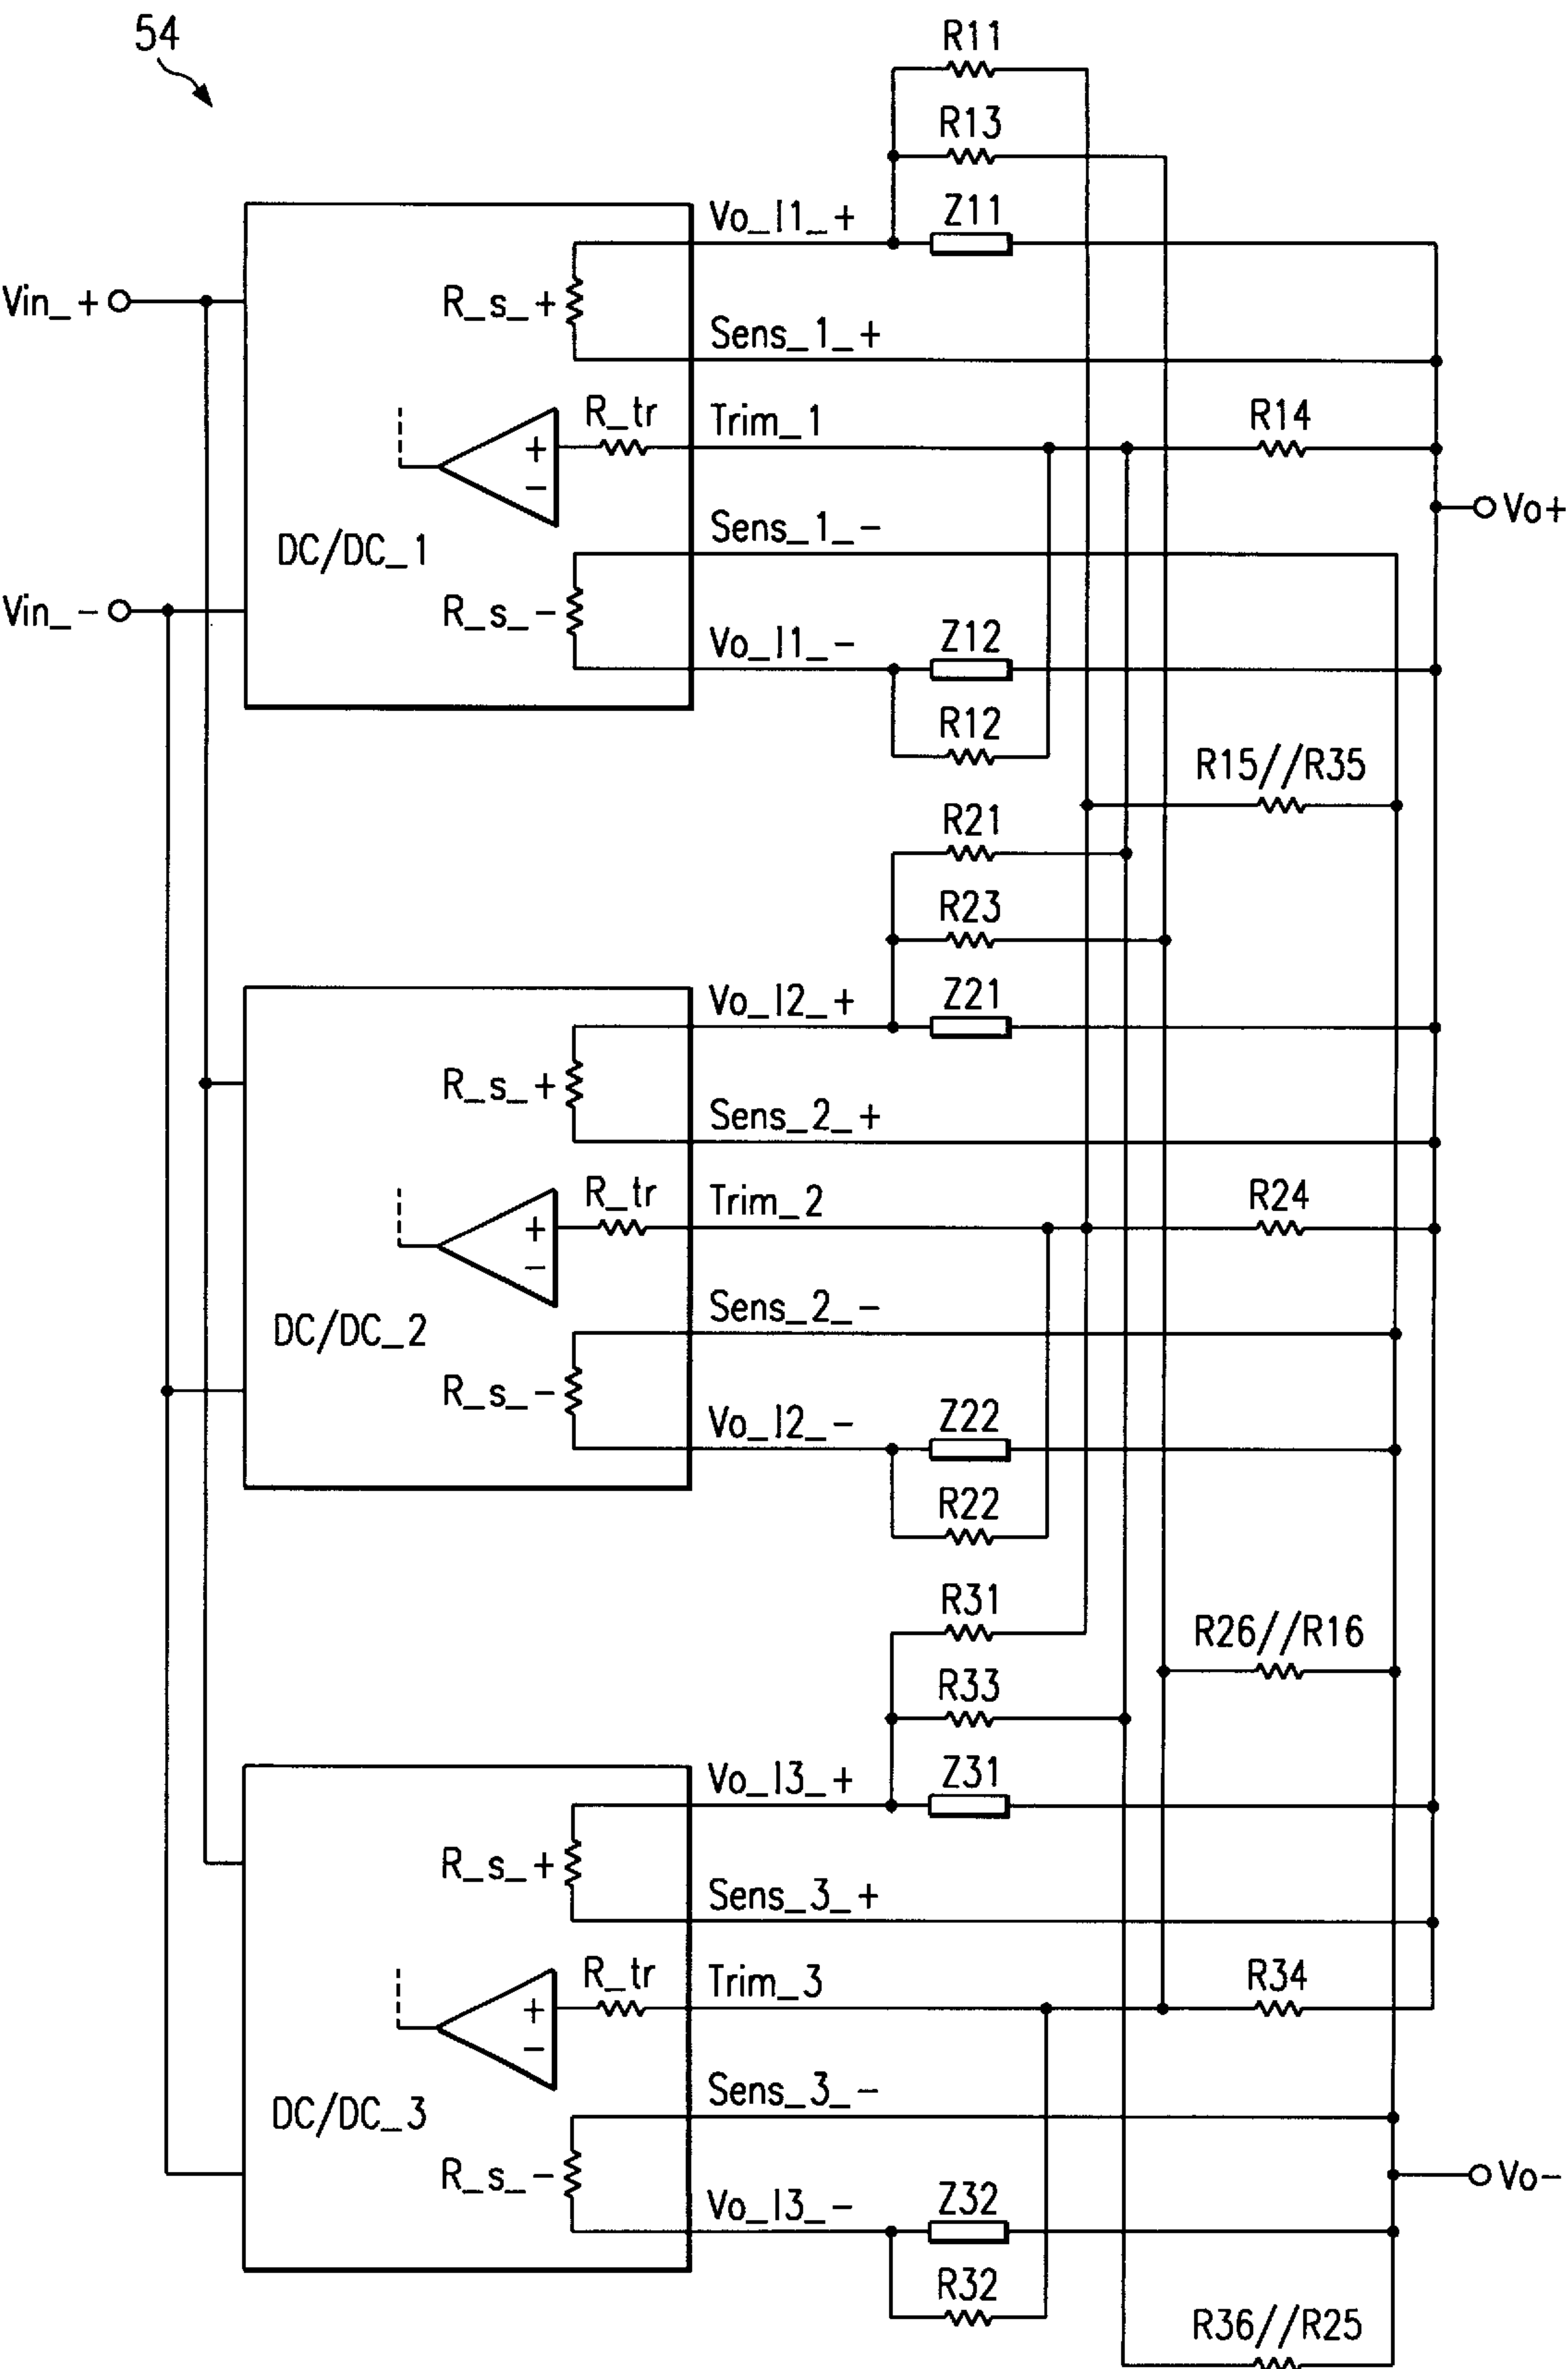 54
R11
R13
Vo_I1_+
Z11
Vin_+
R_s_+
Sens_1_+
R_tr
Trim_1
R14
+
-
Vo+
DC/DC_1
Sens_1_-
Vin_-
R_s_-
Vo_I1_-
Z12
R12
R15//R35
R21
R23
Vo_I2_+
Z21
R_s_+
Sens_2_+
R_tr
Trim_2
R24
+
-
DC/DC_2
Sens_2_-
R_s_-
Vo_I2_-
Z22
R22
R31
R26//R16
R33
Vo_I3_+
Z31
R_s_+
Sens_3_+
R_tr
Trim_3
R34
+
-
DC/DC_3
Sens_3_-
R_s_-
Vo-
Vo_I3_-
Z32
R32
R36//R25